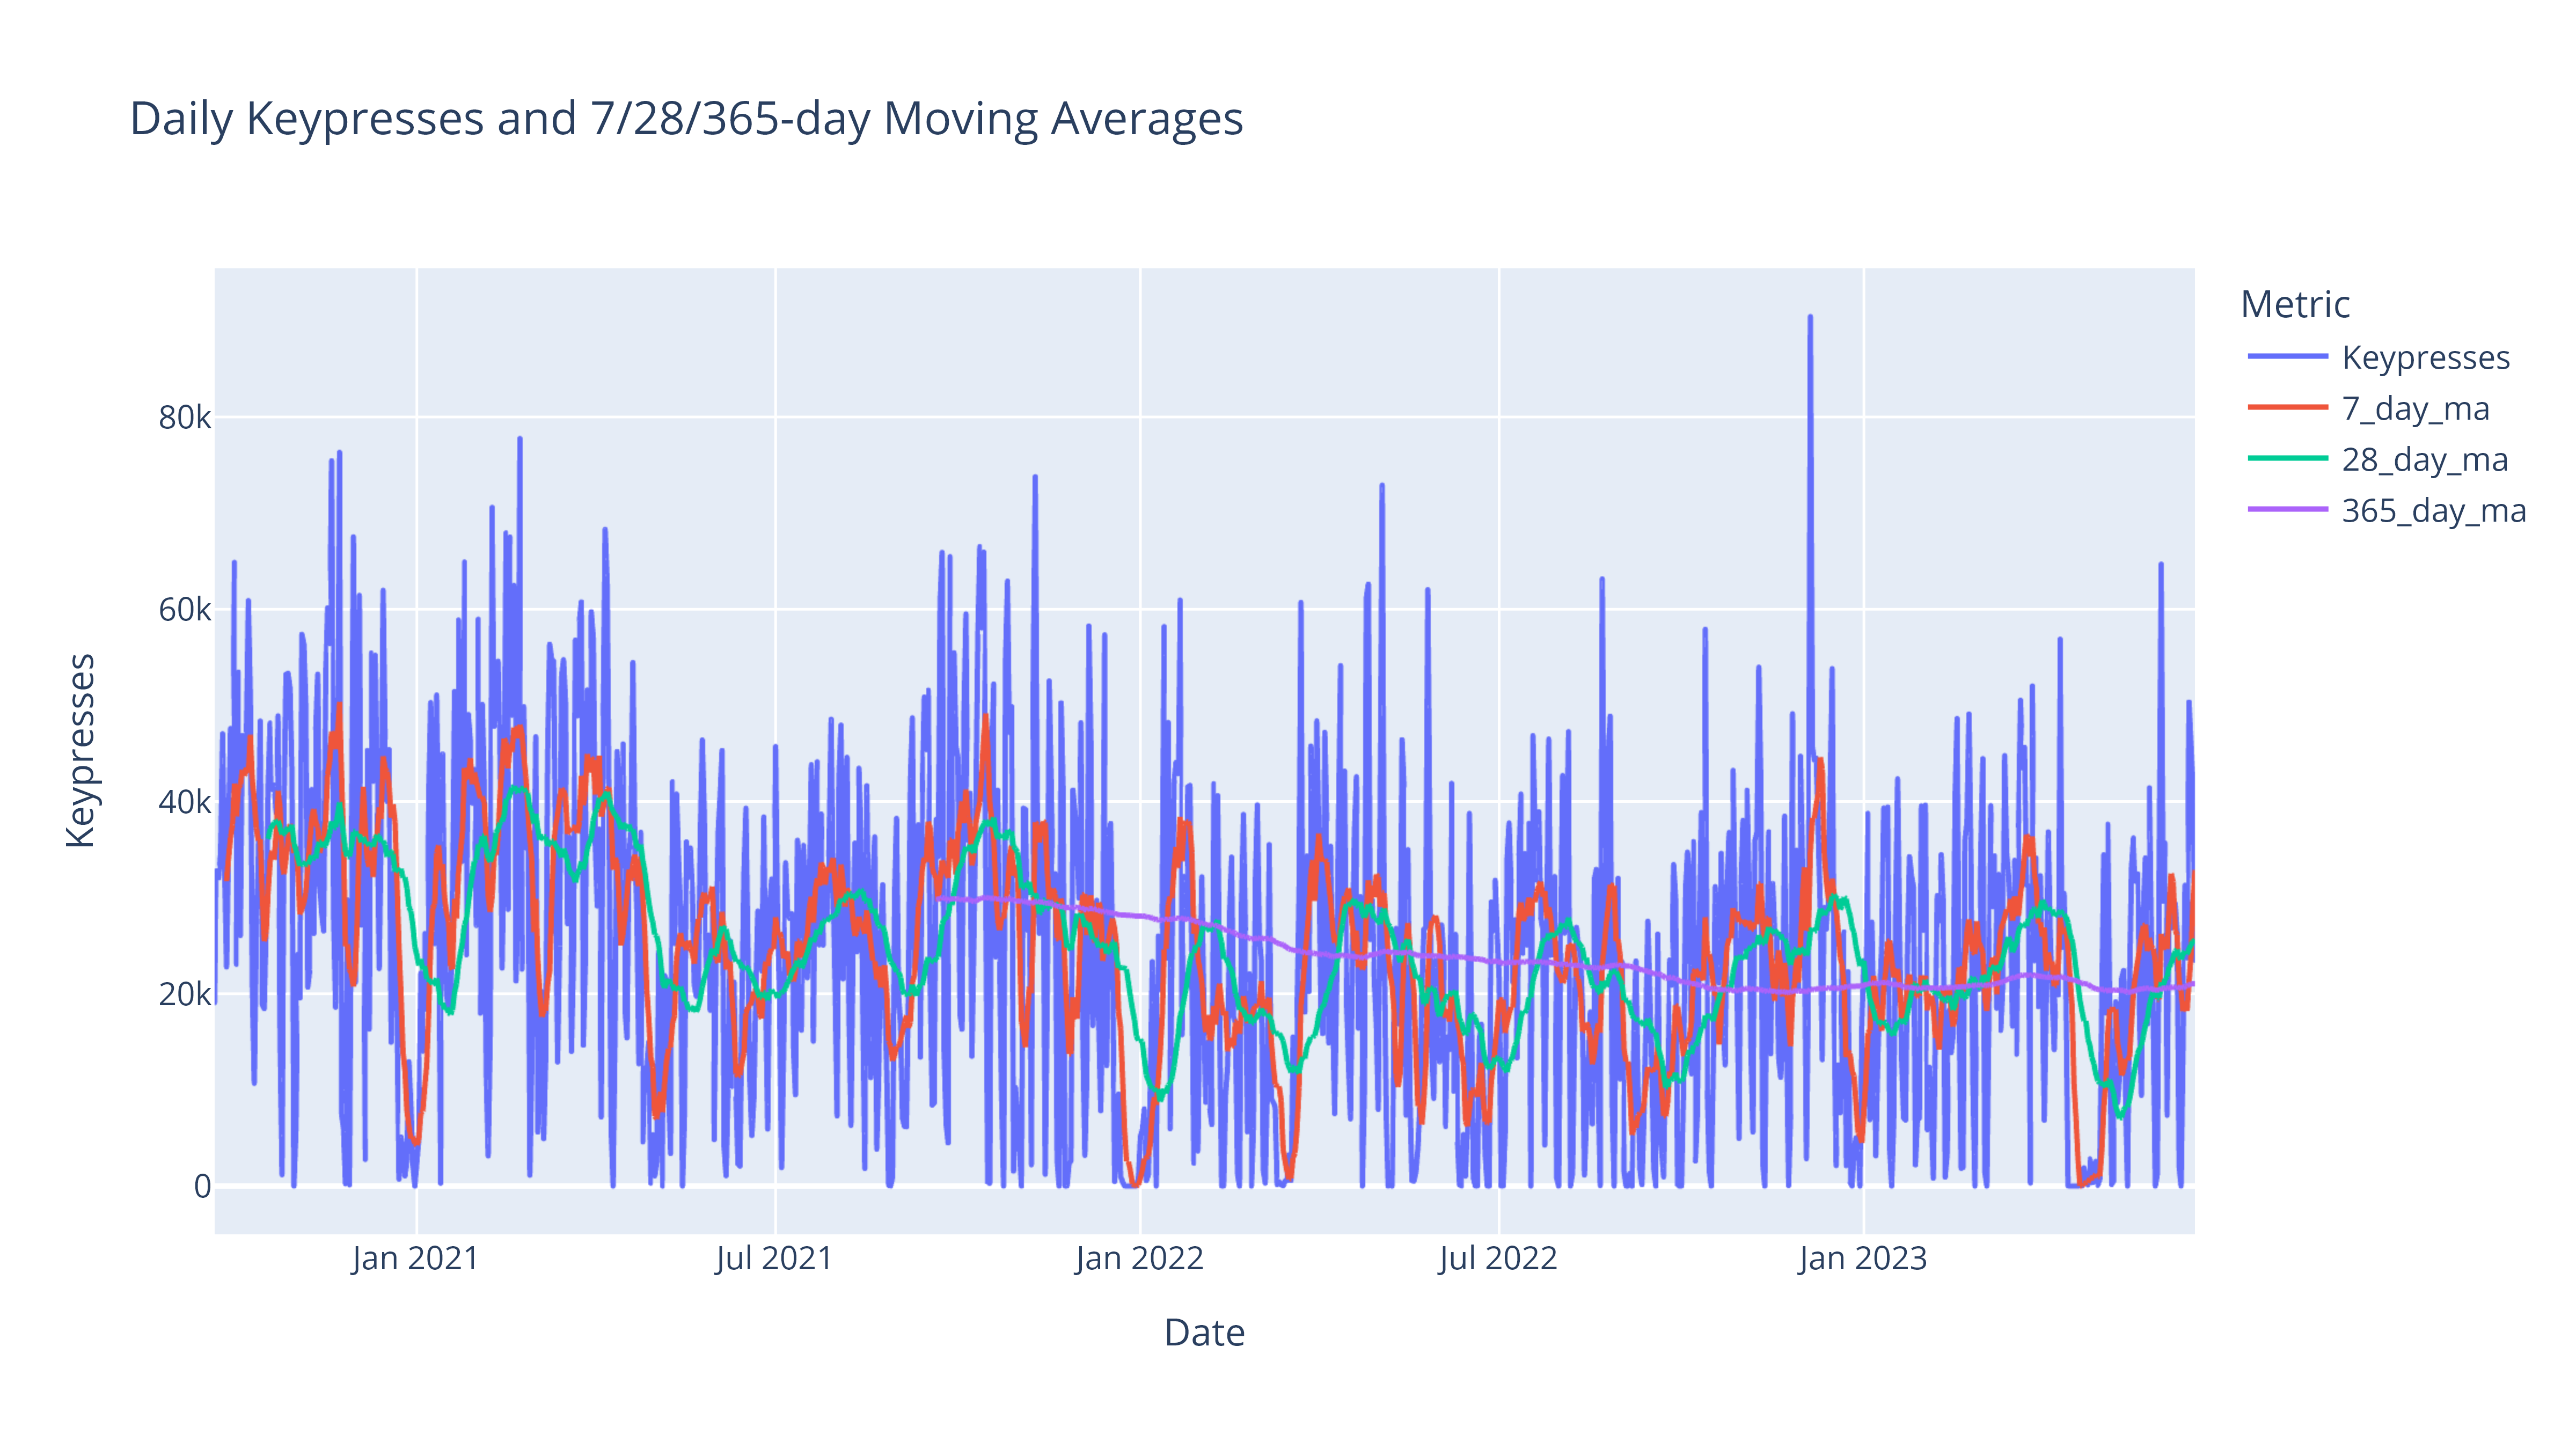 Daily Keypresses and 7/28/365-day Moving Averages
Metric
Keypresses
7_day_ma
28_day_ma
365_day_ma
Keypresses
80k
60k
40k
20k
0
Jan 2021
Jul 2021
Jan 2022
Jul 2022
Jan 2023
Date